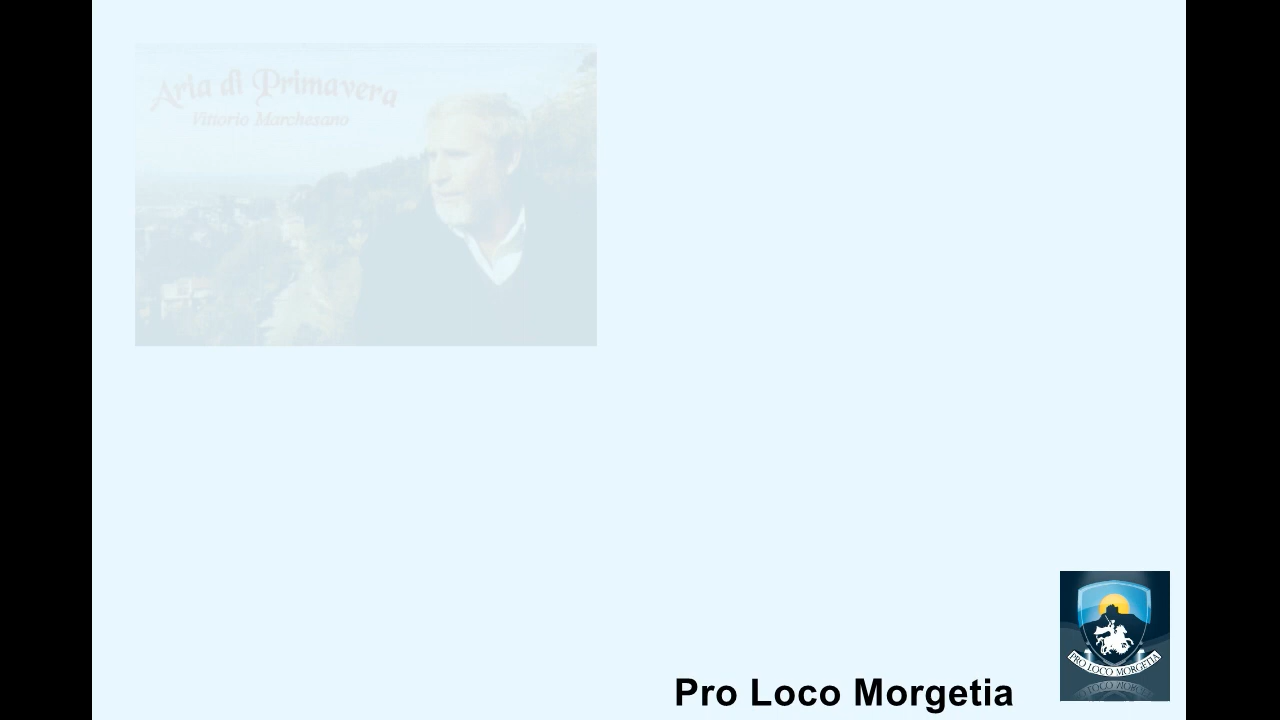 Aria di Primavera
Vittorio Marchesano
Pro Loco Morgetia
PRO LOCO MORGETIA